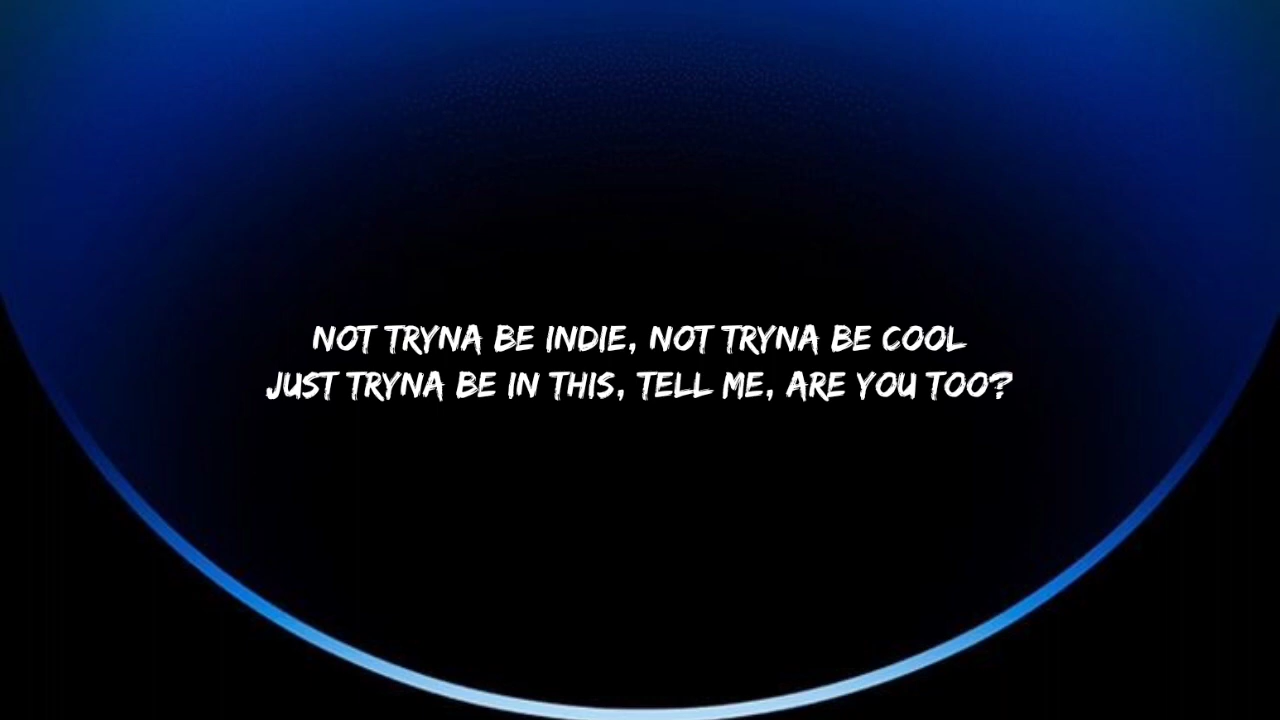 NOT TRYNA BE INDIE, NOT TRYNA BE COOL
JUST TRYNA BE IN THIS, TELL ME, ARE YOU TOO?